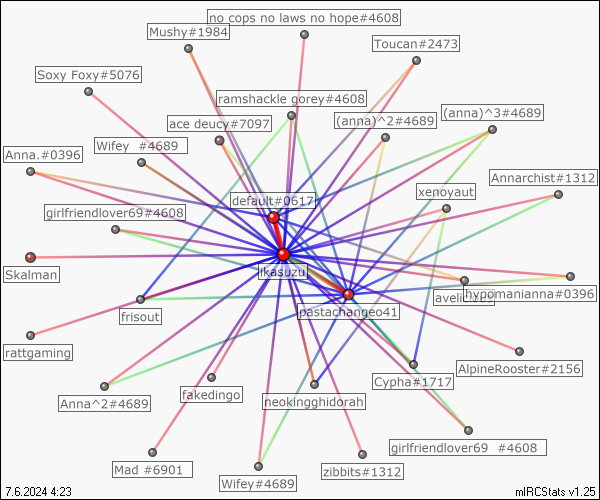 no cops no laws no hope#4608
Mushy#1984
Toucan#2473
Soxy Foxy#5076
ramshackle gorey#4608
(anna)^2#4689
(anna)^3#4689
ace deucy#7097
Wifey #4689
Anna.#0396
Annarchist#1312
xenoyaut
default#0617
girlfriendlover69#4608
Skalman
likasuzu
hypomanianna#0396
frisout
pastachangeo41
rattgaming
AlpineRooster#2156
Cypha#1717
fakedingo
neokingghidorah
Anna^2#4689
girlfriendlover69 #4608
Mad #6901
zibbits#1312
Wifey#4689
7.6.2024 4:23
mIRCStats v1.25